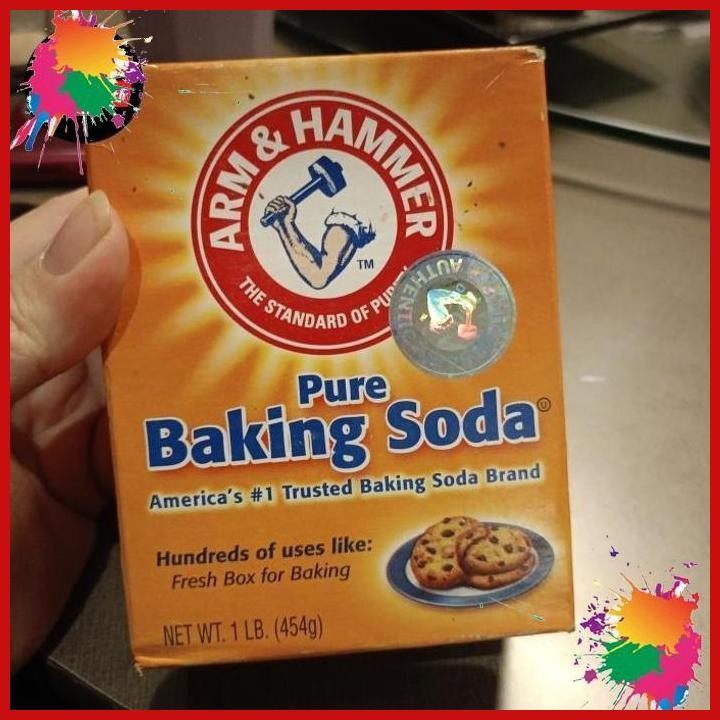 ARM & HAMMER
TM
THE STANDARD OF
AUTHENT
Pure
Baking Soda
America's #1 Trusted Baking Soda Brand
Hundreds of uses like:
Fresh Box for Baking
NET WT. 1 LB. (454g)